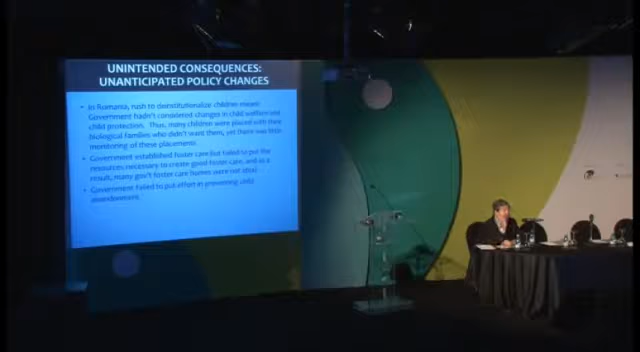 UNINTENDED CONSEQUENCES:
UNANTICIPATED POLICY CHANGES
• In Romania, rush to deinstitutionalize children meant
Government hadn't completed changes in child welfare and
child protection. Thus, many children were placed with their
biological families who didn't want them, yet there was little
monitoring of these placements.
• Government established foster care but failed to put the
resources necessary to create good foster care, and as a
result, many gov't foster care homes were not ideal
• Government failed to put effort in preventing child
abandonment.